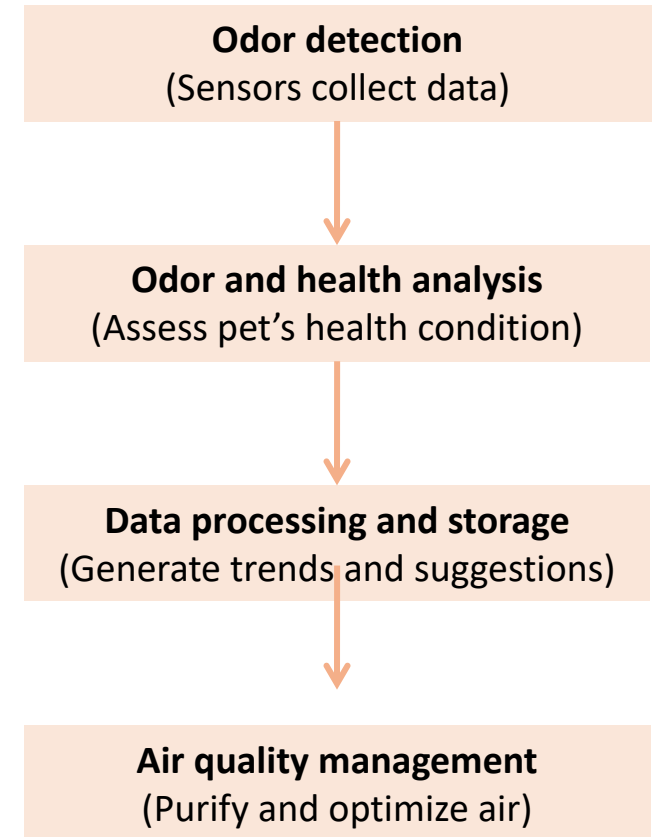 Odor detection
(Sensors collect data)
Odor and health analysis
(Assess pet’s health condition)
Data processing and storage
(Generate trends and suggestions)
Air quality management
(Purify and optimize air)